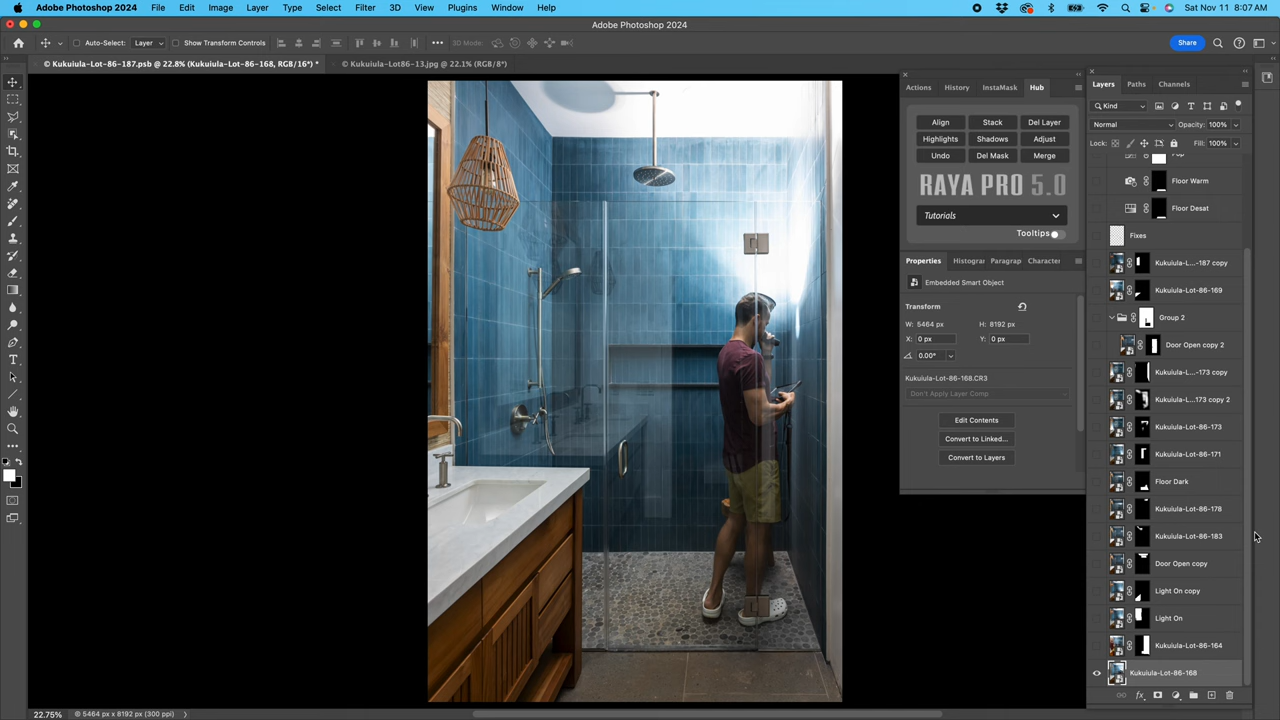 Adobe Photoshop 2024 File Edit Image Layer Type Select Filter 3D View Plugins Window Help Sat Nov 11 8:07 AM
Adobe Photoshop 2024
Auto-Select: Layer Show Transform Controls 3D Mode: Share
© Kukuiula-Lot-86-187.psb @ 22.8% (Kukuiula-Lot-86-168, RGB/16*) *
© Kukuiula-Lot86-13.jpg @ 22.1% (RGB/8*)
Actions History InstaMask Hub
Align Stack Del Layer
Highlights Shadows Adjust
Undo Del Mask Merge
RAYA PRO 5.0
Tutorials
Tooltips
Properties Histogra Paragrap Character
Embedded Smart Object
Transform
W: 5464 px H: 8192 px
X: 0 px Y: 0 px
0.00°
Kukuiula-Lot-86-168.CR3
Don't Apply Layer Comp
Edit Contents
Convert to Linked...
Convert to Layers
Layers Paths Channels
Kind
Normal Opacity: 100%
Lock: Fill: 100%
Floor Warm
Floor Desat
Fixes
Kukuiula-L...-187 copy
Kukuiula-Lot-86-169
Group 2
Door Open copy 2
Kukuiula-L...-173 copy
Kukuiula-L...173 copy 2
Kukuiula-Lot-86-173
Kukuiula-Lot-86-171
Floor Dark
Kukuiula-Lot-86-178
Kukuiula-Lot-86-183
Door Open copy
Light On copy
Light On
Kukuiula-Lot-86-164
Kukuiula-Lot-86-168
22.75% © 5464 px x 8192 px (300 ppi)